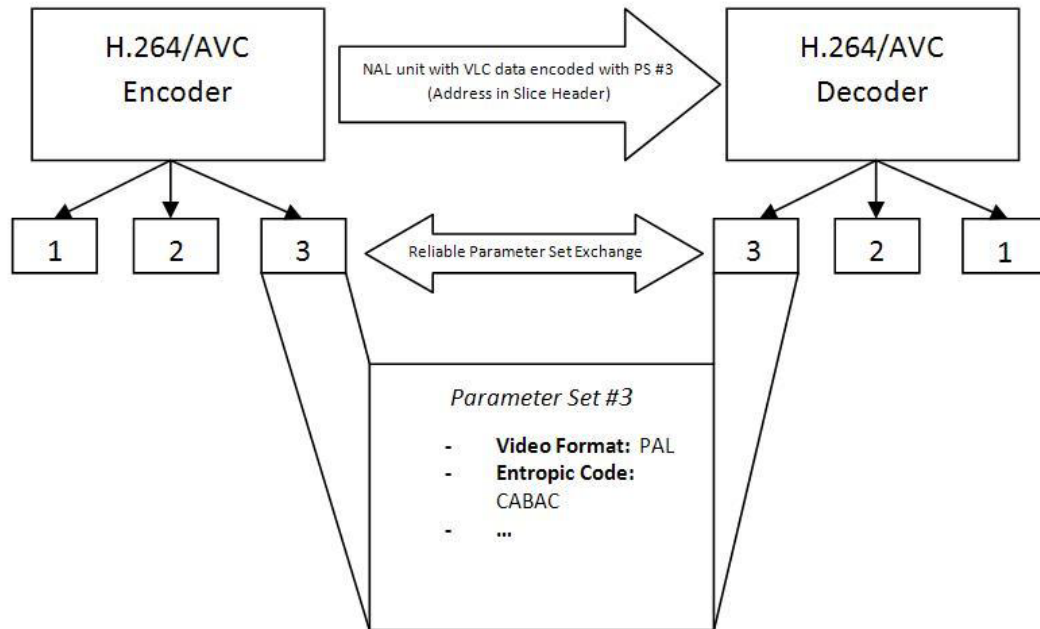 H.264/AVC
Encoder
NAL unit with VLC data encoded with PS #3
(Address in Slice Header)
H.264/AVC
Decoder
1
2
3
Reliable Parameter Set Exchange
3
2
1
Parameter Set #3
- Video Format: PAL
- Entropic Code:
CABAC
- ...